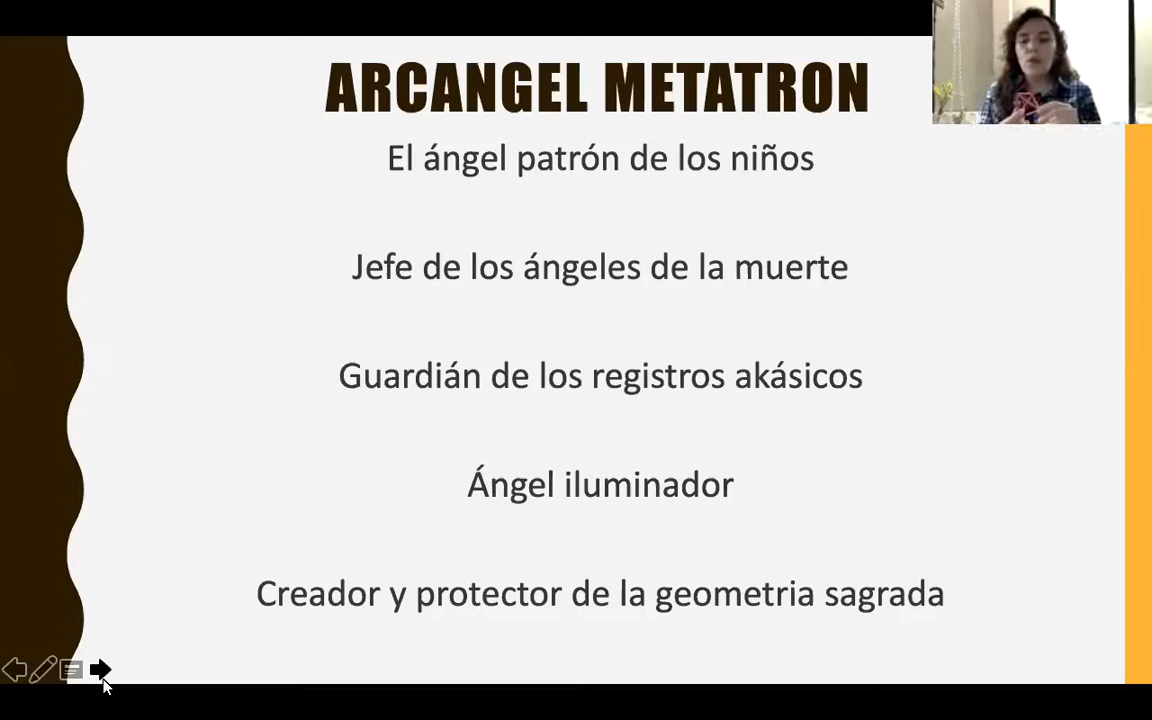 ARCANGEL METATRON
El ángel patrón de los niños
Jefe de los ángeles de la muerte
Guardián de los registros akásicos
Ángel iluminador
Creador y protector de la geometria sagrada